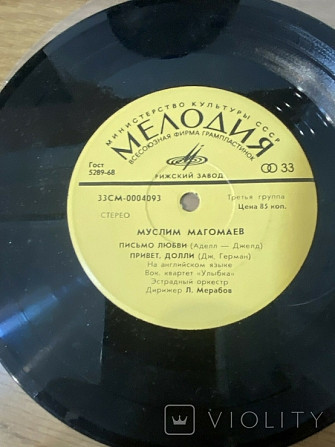 МИНИСТЕРСТВО КУЛЬТУРЫ СССР
МЕЛОДИЯ
ВСЕСОЮЗНАЯ ФИРМА ГРАМПЛАСТИНОК
Гост
5289-68
33
РИЖСКИЙ ЗАВОД
33СМ-0004093
СТЕРЕО
Третья группа
Цена 85 коп.
МУСЛИМ МАГОМАЕВ
ПИСЬМО ЛЮБВИ (Аделл — Джелд)
ПРИВЕТ, ДОЛЛИ (Дж. Герман)
На английском языке
Вок. квартет «Улыбка»
Эстрадный оркестр
Дирижер Л. Мерабов
VIOLITY